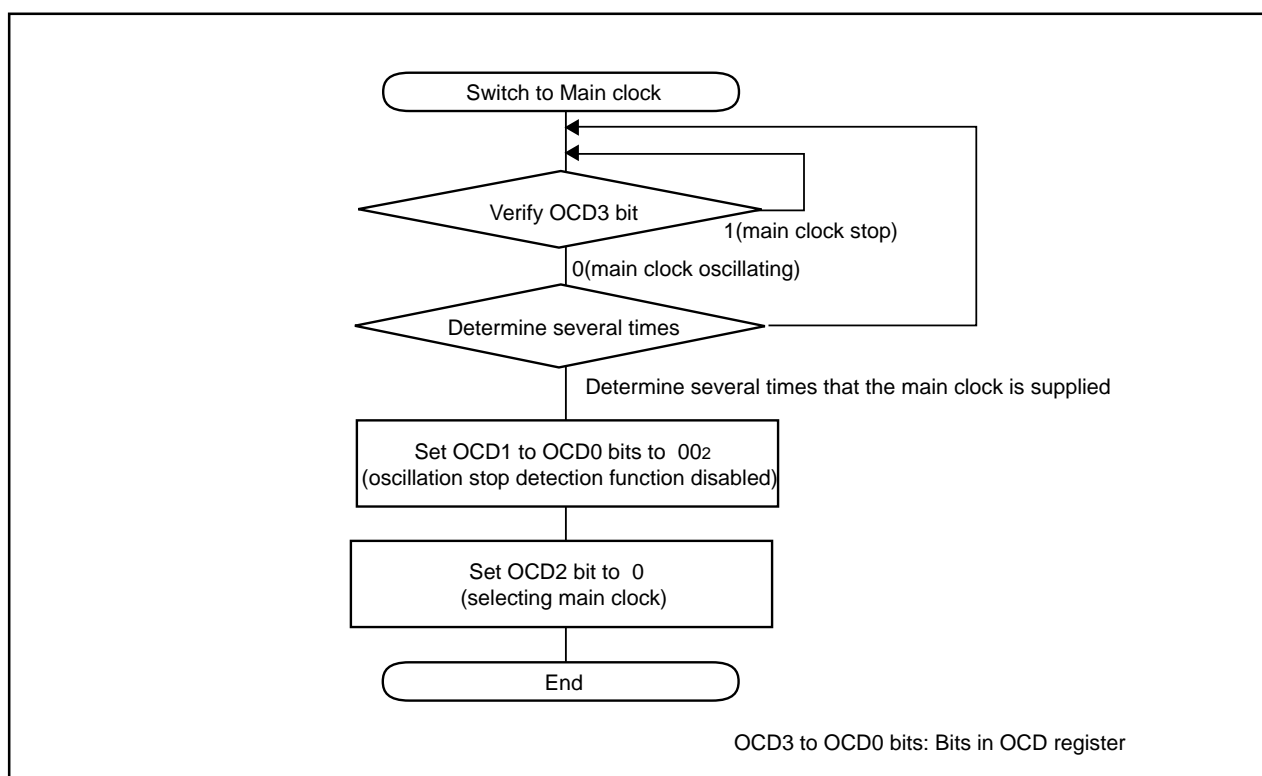 Switch to Main clock
Verify OCD3 bit
1(main clock stop)
0(main clock oscillating)
Determine several times
Determine several times that the main clock is supplied
Set OCD1 to OCD0 bits to 002
(oscillation stop detection function disabled)
Set OCD2 bit to 0
(selecting main clock)
End
OCD3 to OCD0 bits: Bits in OCD register